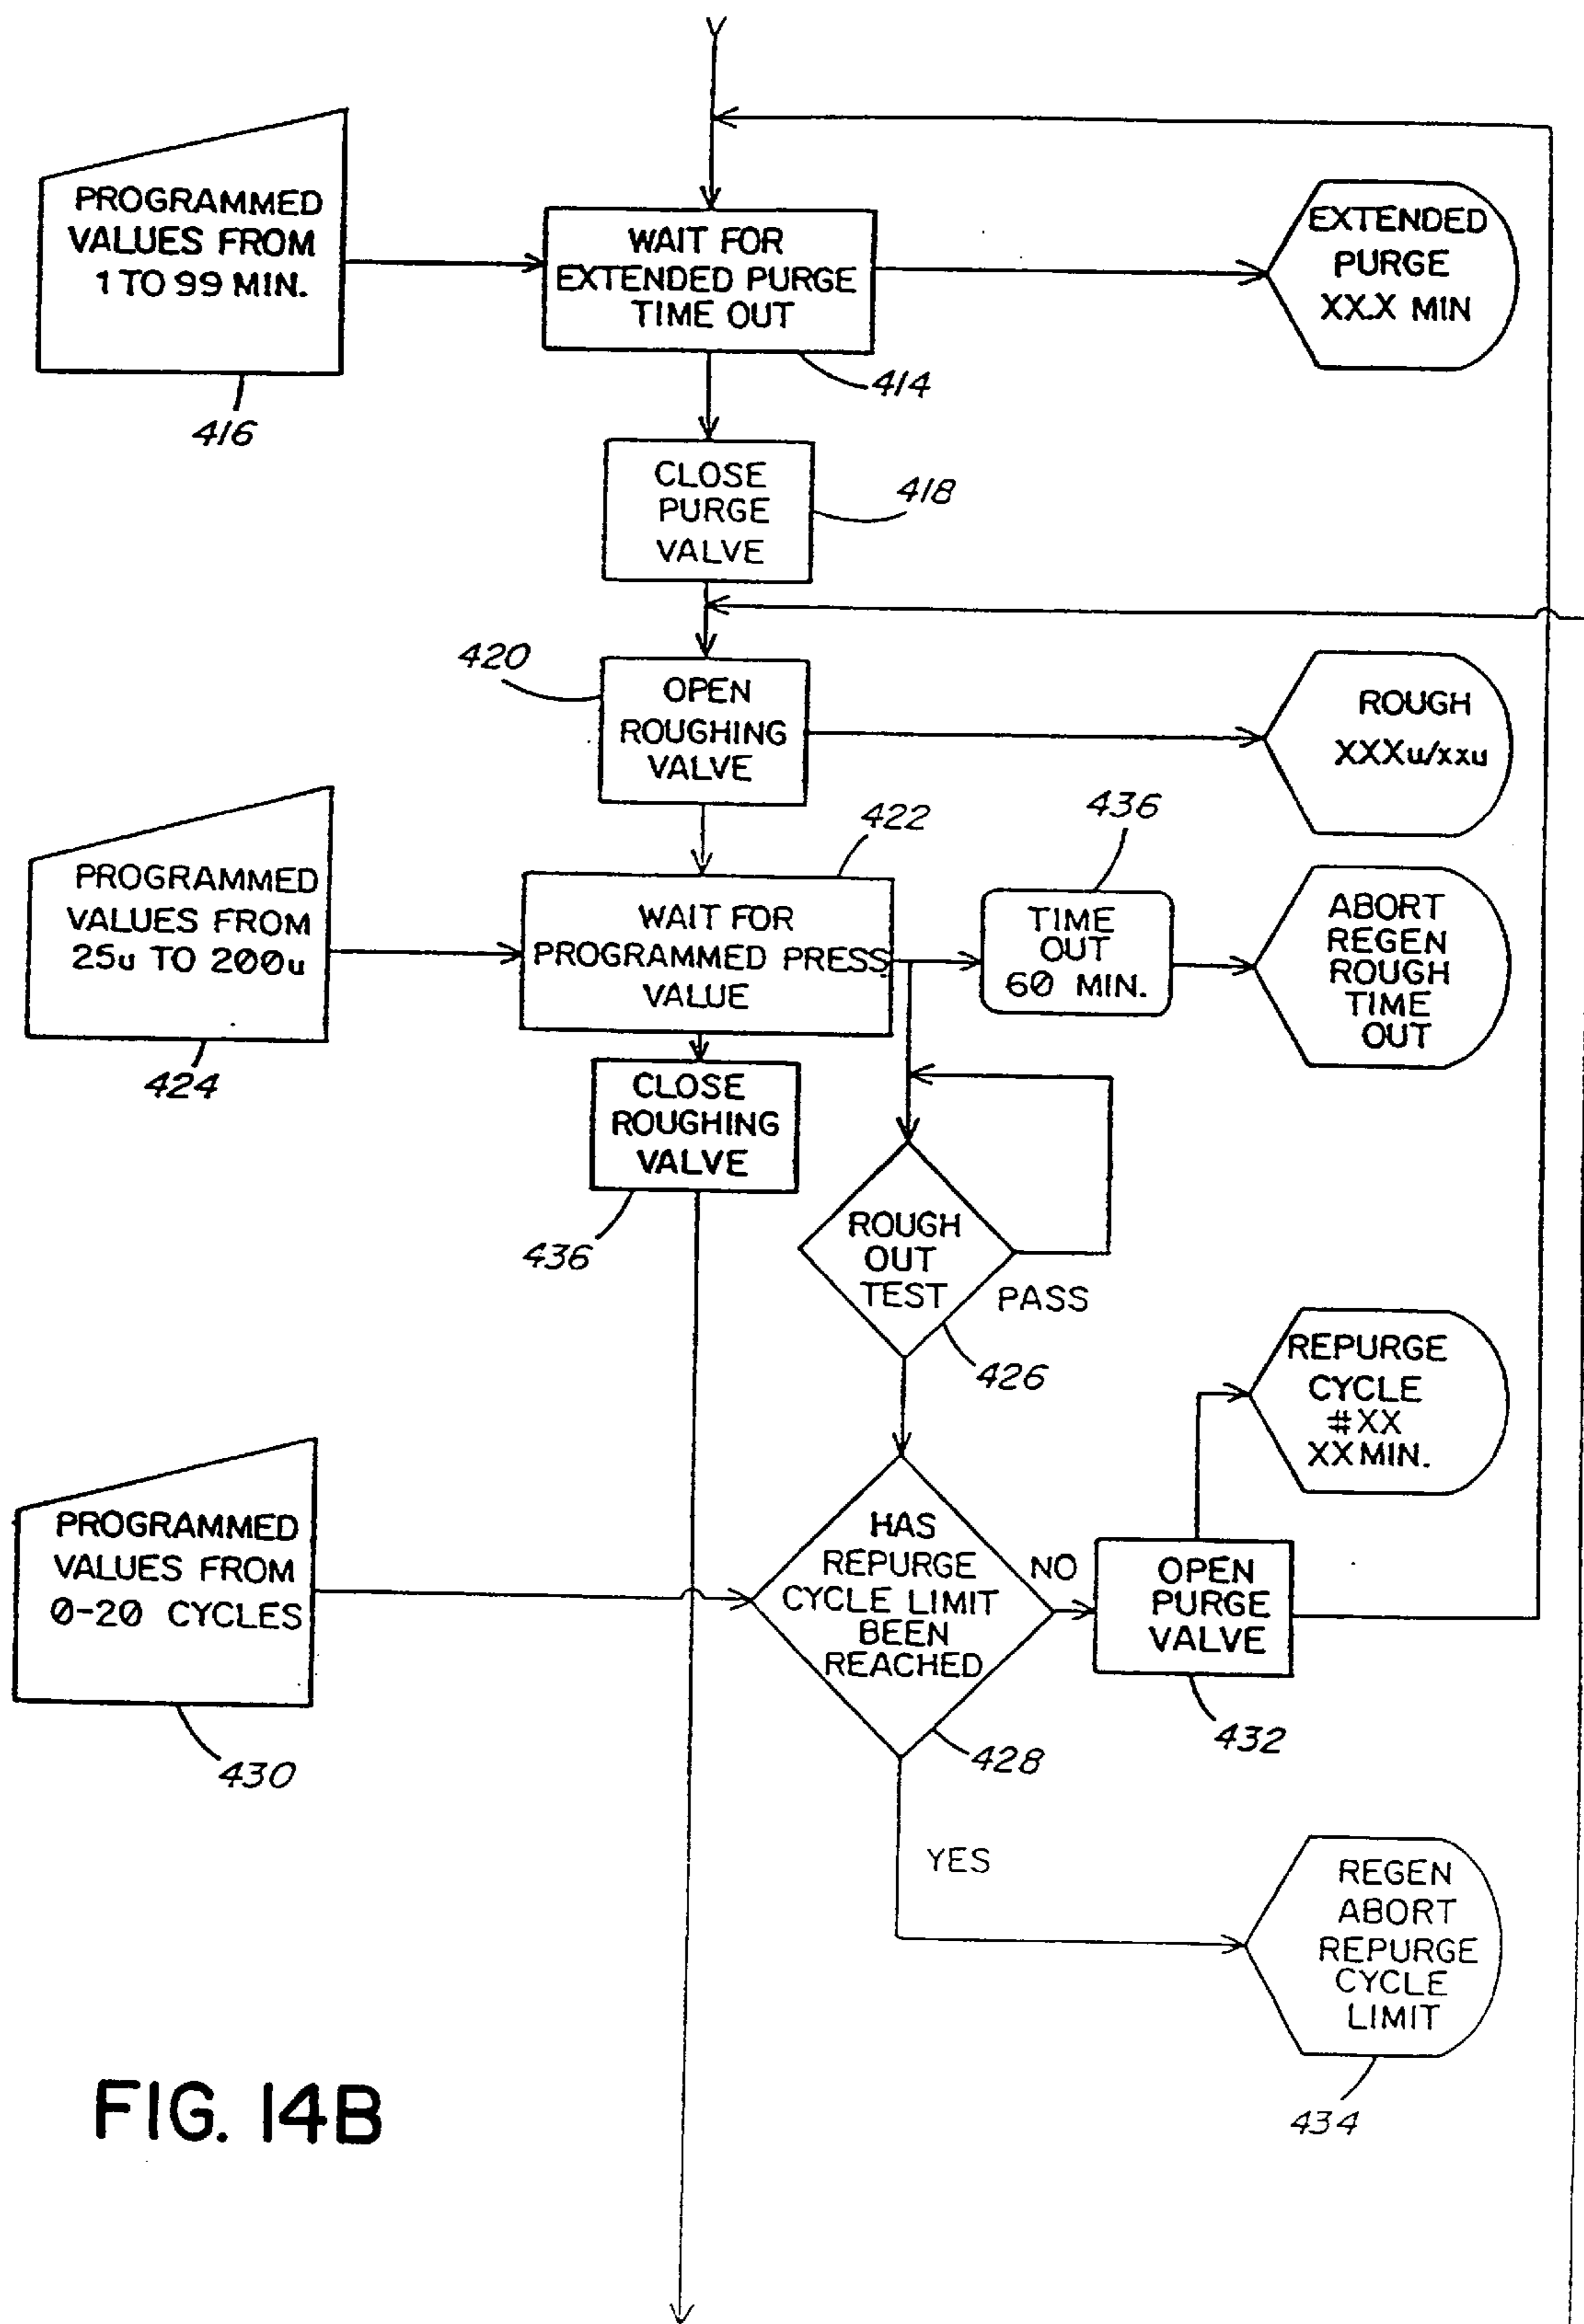 PROGRAMMED
VALUES FROM
1 TO 99 MIN.
416
WAIT FOR
EXTENDED PURGE
TIME OUT
414
EXTENDED
PURGE
XX.X MIN
CLOSE
PURGE
VALVE
418
420
OPEN
ROUGHING
VALVE
ROUGH
XXXu/xxu
PROGRAMMED
VALUES FROM
25u TO 200u
424
422
WAIT FOR
PROGRAMMED PRESS
VALUE
436
TIME
OUT
60 MIN.
ABORT
REGEN
ROUGH
TIME
OUT
CLOSE
ROUGHING
VALVE
436
ROUGH
OUT
TEST
PASS
426
REPURGE
CYCLE
#XX
XX MIN.
PROGRAMMED
VALUES FROM
0-20 CYCLES
430
HAS
REPURGE
CYCLE LIMIT
BEEN
REACHED
428
NO
OPEN
PURGE
VALVE
432
YES
REGEN
ABORT
REPURGE
CYCLE
LIMIT
434
FIG. 14B